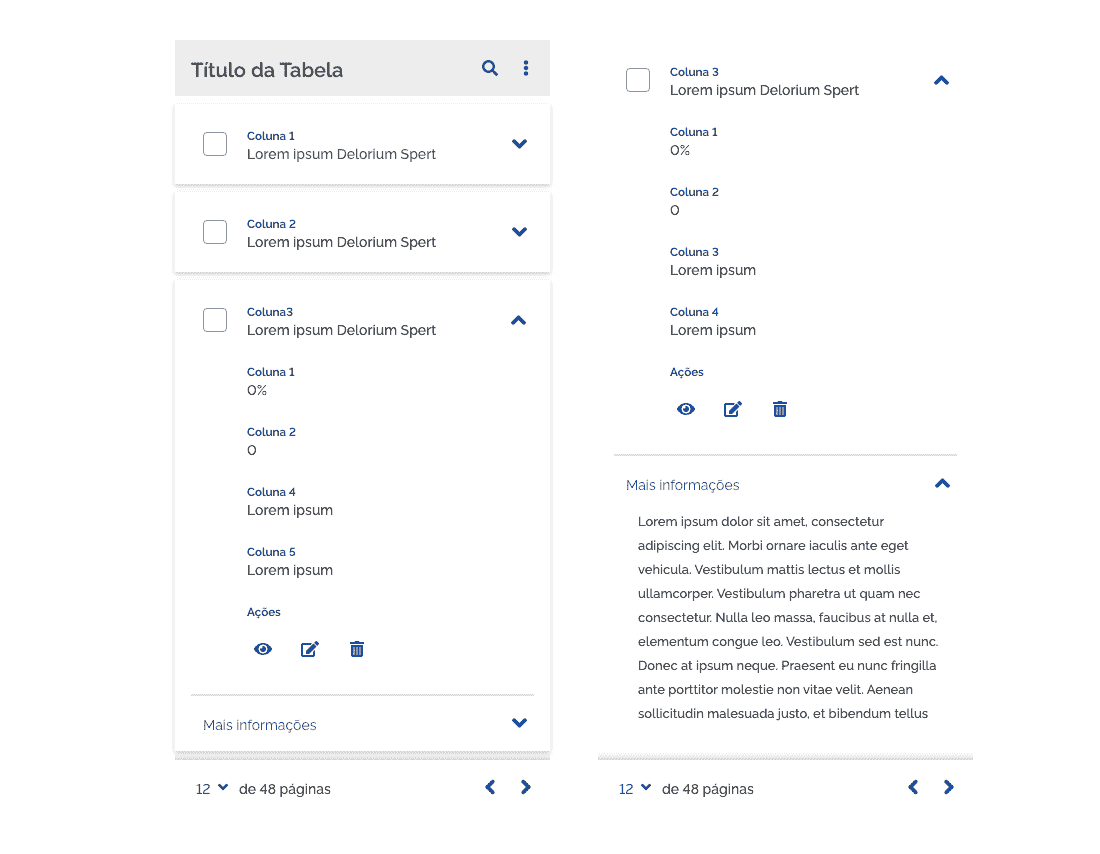 Título da Tabela
Coluna 1
Lorem ipsum Delorium Spert
Coluna 2
Lorem ipsum Delorium Spert
Coluna3
Lorem ipsum Delorium Spert
Coluna 1
0%
Coluna 2
0
Coluna 4
Lorem ipsum
Coluna 5
Lorem ipsum
Ações
Mais informações
12 de 48 páginas
Coluna 3
Lorem ipsum Delorium Spert
Coluna 1
0%
Coluna 2
0
Coluna 3
Lorem ipsum
Coluna 4
Lorem ipsum
Ações
Mais informações
Lorem ipsum dolor sit amet, consectetur
adipiscing elit. Morbi ornare iaculis ante eget
vehicula. Vestibulum mattis lectus et mollis
ullamcorper. Vestibulum pharetra ut quam nec
consectetur. Nulla leo massa, faucibus at nulla et,
elementum congue leo. Vestibulum sed est nunc.
Donec at ipsum neque. Praesent eu nunc fringilla
ante porttitor molestie non vitae velit. Aenean
sollicitudin malesuada justo, et bibendum tellus
12 de 48 páginas